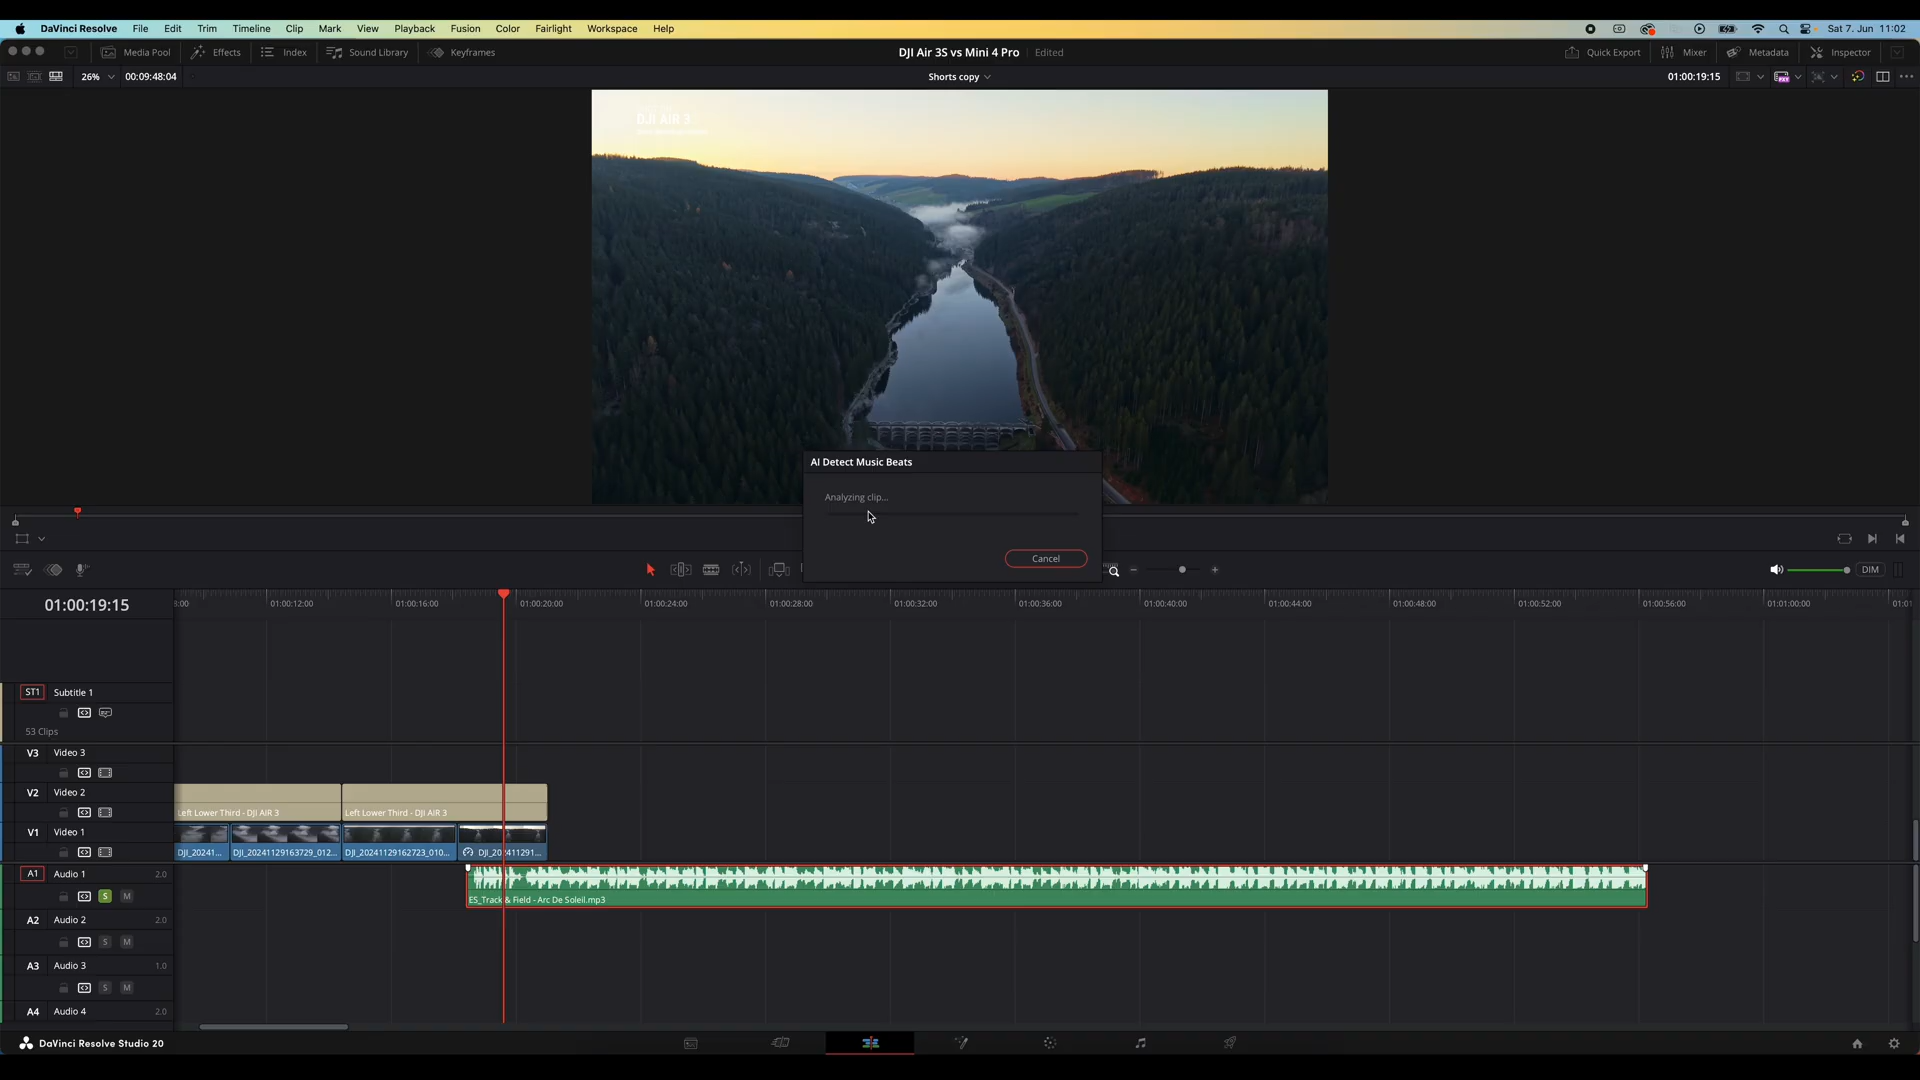 DaVinci Resolve File Edit Trim Timeline Clip Mark View Playback Fusion Color Fairlight Workspace Help Sat 7. Jun 11:02
Media Pool Effects Index Sound Library Keyframes DJI Air 3S vs Mini 4 Pro Edited Quick Export Mixer Metadata Inspector
26% 00:09:48:04 Shorts copy 01:00:19:15
DJI AIR 3
AI Detect Music Beats
Analyzing clip...
Cancel
DIM
01:00:19:15 8:00 01:00:12:00 01:00:16:00 01:00:20:00 01:00:24:00 01:00:28:00 01:00:32:00 01:00:36:00 01:00:40:00 01:00:44:00 01:00:48:00 01:00:52:00 01:00:56:00 01:01:00:00 01:01
ST1 Subtitle 1
53 Clips
V3 Video 3
V2 Video 2
Left Lower Third - DJI AIR 3 Left Lower Third - DJI AIR 3
V1 Video 1
DJI_20241... DJI_20241129163729_012... DJI_20241129162723_010... DJI_202411291...
A1 Audio 1 2.0
S M
ES_Track & Field - Arc De Soleil.mp3
A2 Audio 2 2.0
S M
A3 Audio 3 1.0
S M
A4 Audio 4 2.0
DaVinci Resolve Studio 20